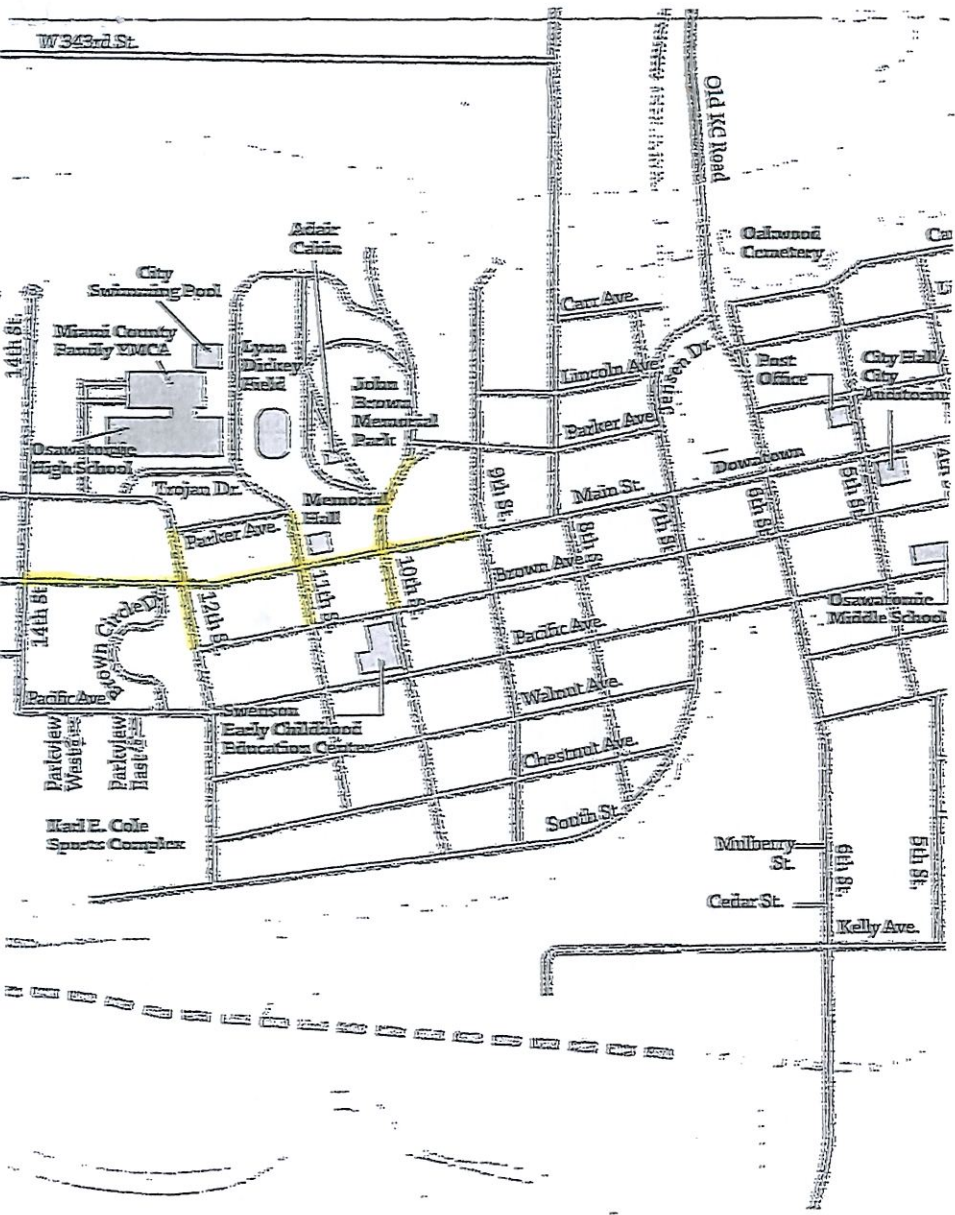 W 343rd St.
Old KC Road
Adair
Cabin
Oakwood
Cemetery
City
Swimming Pool
Carr Ave.
14th St.
Miami County
Family YMCA
Lynn
Dickey
Field
Lincoln Ave.
Post
Office
City Hall/
City
Auditorium
John
Brown
Memorial
Park
Parker Ave.
Osawatomie
High School
Downtown
Trojan Dr.
Memorial
Hall
9th St.
Main St.
7th St.
6th St.
5th St.
Parker Ave.
8th St.
Brown Ave.
10th St.
11th St.
12th St.
14th St.
Brown Circle Dr.
Osawatomie
Middle School
Pacific Ave.
Pacific Ave.
Walnut Ave.
Swenson
Early Childhood
Education Center
Parkview
West
Parkview
East
Chestnut Ave.
South St.
Karl E. Cole
Sports Complex
Mulberry
St.
6th St.
5th St.
Cedar St.
Kelly Ave.